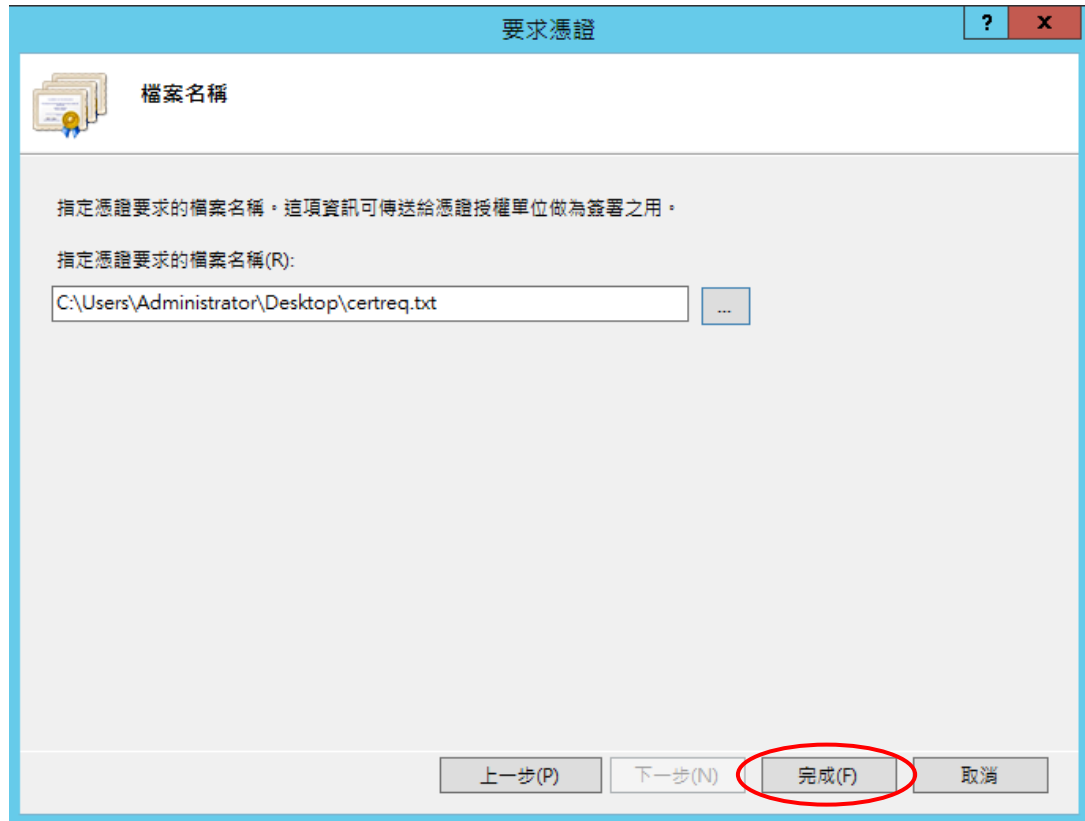 要求憑證
?
x
檔案名稱
指定憑證要求的檔案名稱。這項資訊可傳送給憑證授權單位做為簽署之用。
指定憑證要求的檔案名稱(R):
C:\Users\Administrator\Desktop\certreq.txt
...
上一步(P)
下一步(N)
完成(F)
取消